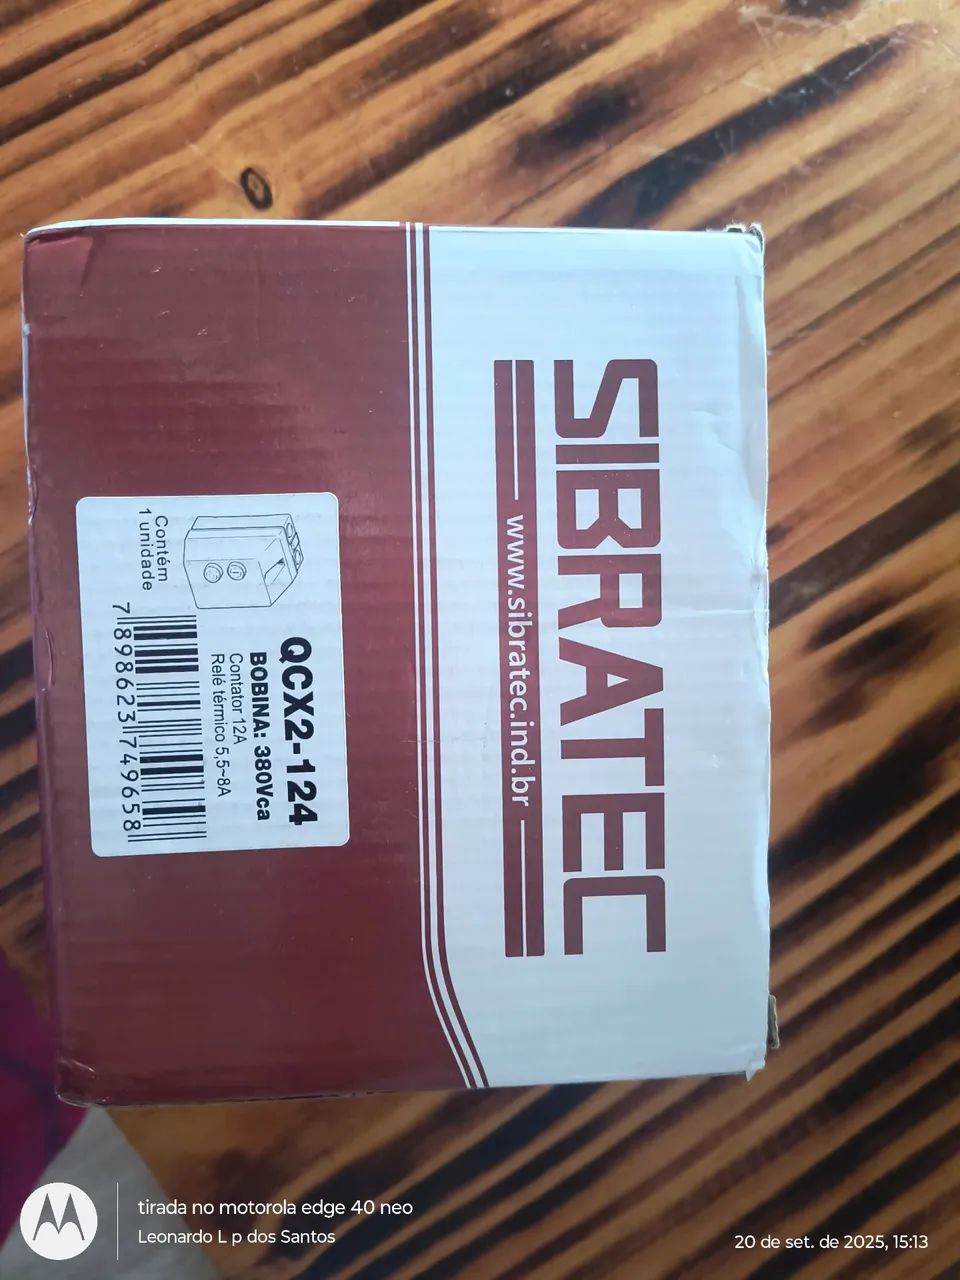 SIBRATEC
www.sibratec.ind.br
QCX2-124
BOBINA: 380Vca
Contator 12A
Relé térmico 5,5~8A
Contém
1 unidade
7 898623 749658
tirada no motorola edge 40 neo
Leonardo L p dos Santos
20 de set. de 2025, 15:13